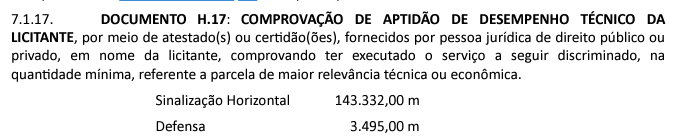 7.1.17. DOCUMENTO H.17: COMPROVAÇÃO DE APTIDÃO DE DESEMPENHO TÉCNICO DA
LICITANTE, por meio de atestado(s) ou certidão(ões), fornecidos por pessoa jurídica de direito público ou
privado, em nome da licitante, comprovando ter executado o serviço a seguir discriminado, na
quantidade mínima, referente a parcela de maior relevância técnica ou econômica.
Sinalização Horizontal 143.332,00 m
Defensa 3.495,00 m